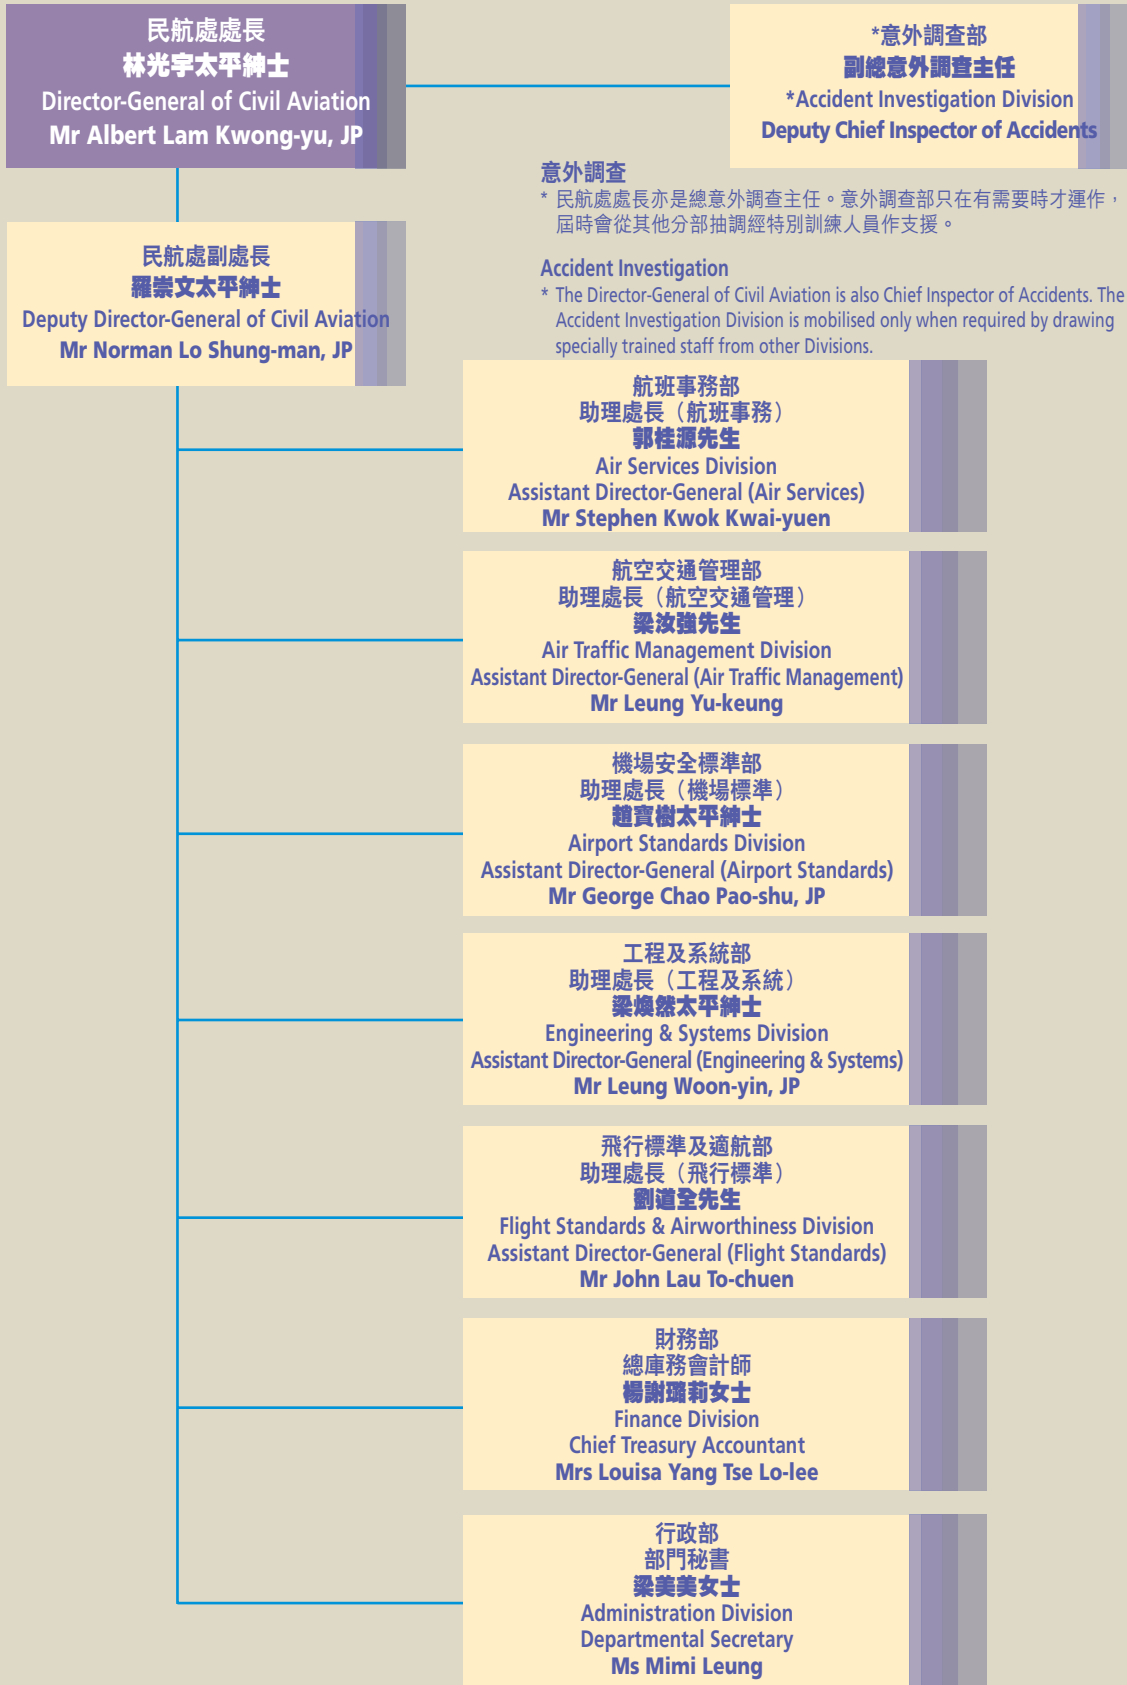 民航處處長
林光宇太平紳士
Director-General of Civil Aviation
Mr Albert Lam Kwong-yu, JP
*意外調查部
副總意外調查主任
*Accident Investigation Division
Deputy Chief Inspector of Accidents
意外調查
* 民航處處長亦是總意外調查主任。意外調查部只在有需要時才運作，
屆時會從其他分部抽調經特別訓練人員作支援。
Accident Investigation
* The Director-General of Civil Aviation is also Chief Inspector of Accidents. The
Accident Investigation Division is mobilised only when required by drawing
specially trained staff from other Divisions.
民航處副處長
羅崇文太平紳士
Deputy Director-General of Civil Aviation
Mr Norman Lo Shung-man, JP
航班事務部
助理處長（航班事務）
郭桂源先生
Air Services Division
Assistant Director-General (Air Services)
Mr Stephen Kwok Kwai-yuen
航空交通管理部
助理處長（航空交通管理）
梁汝強先生
Air Traffic Management Division
Assistant Director-General (Air Traffic Management)
Mr Leung Yu-keung
機場安全標準部
助理處長（機場標準）
趙寶樹太平紳士
Airport Standards Division
Assistant Director-General (Airport Standards)
Mr George Chao Pao-shu, JP
工程及系統部
助理處長（工程及系統）
梁煥然太平紳士
Engineering & Systems Division
Assistant Director-General (Engineering & Systems)
Mr Leung Woon-yin, JP
飛行標準及適航部
助理處長（飛行標準）
劉道全先生
Flight Standards & Airworthiness Division
Assistant Director-General (Flight Standards)
Mr John Lau To-chuen
財務部
總庫務會計師
楊謝璐莉女士
Finance Division
Chief Treasury Accountant
Mrs Louisa Yang Tse Lo-lee
行政部
部門秘書
梁美美女士
Administration Division
Departmental Secretary
Ms Mimi Leung